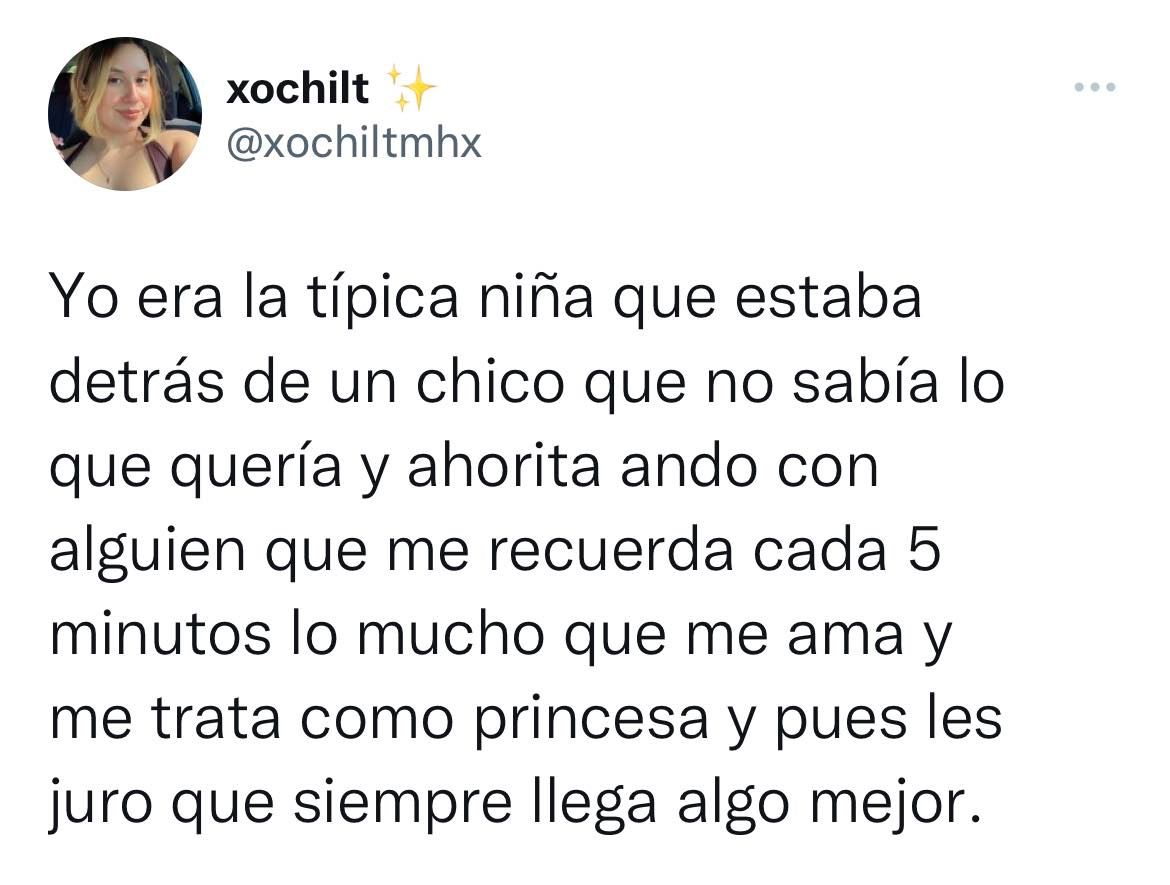 xochilt ✨
@xochiltmhx
Yo era la típica niña que estaba
detrás de un chico que no sabía lo
que quería y ahorita ando con
alguien que me recuerda cada 5
minutos lo mucho que me ama y
me trata como princesa y pues les
juro que siempre llega algo mejor.